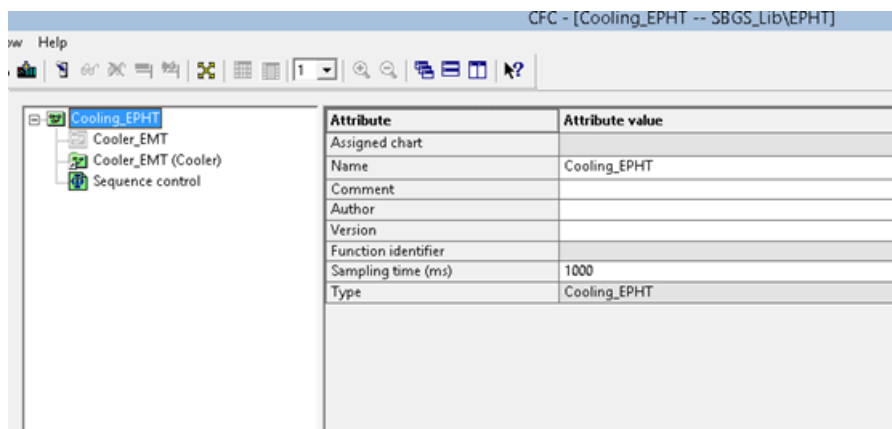 CFC - [Cooling_EPHT -- SBGS_Lib\EPHT]
ow Help
1
Cooling_EPHT
Cooler_EMT
Cooler_EMT (Cooler)
Sequence control
Attribute Attribute value
Assigned chart
Name Cooling_EPHT
Comment
Author
Version
Function identifier
Sampling time (ms) 1000
Type Cooling_EPHT